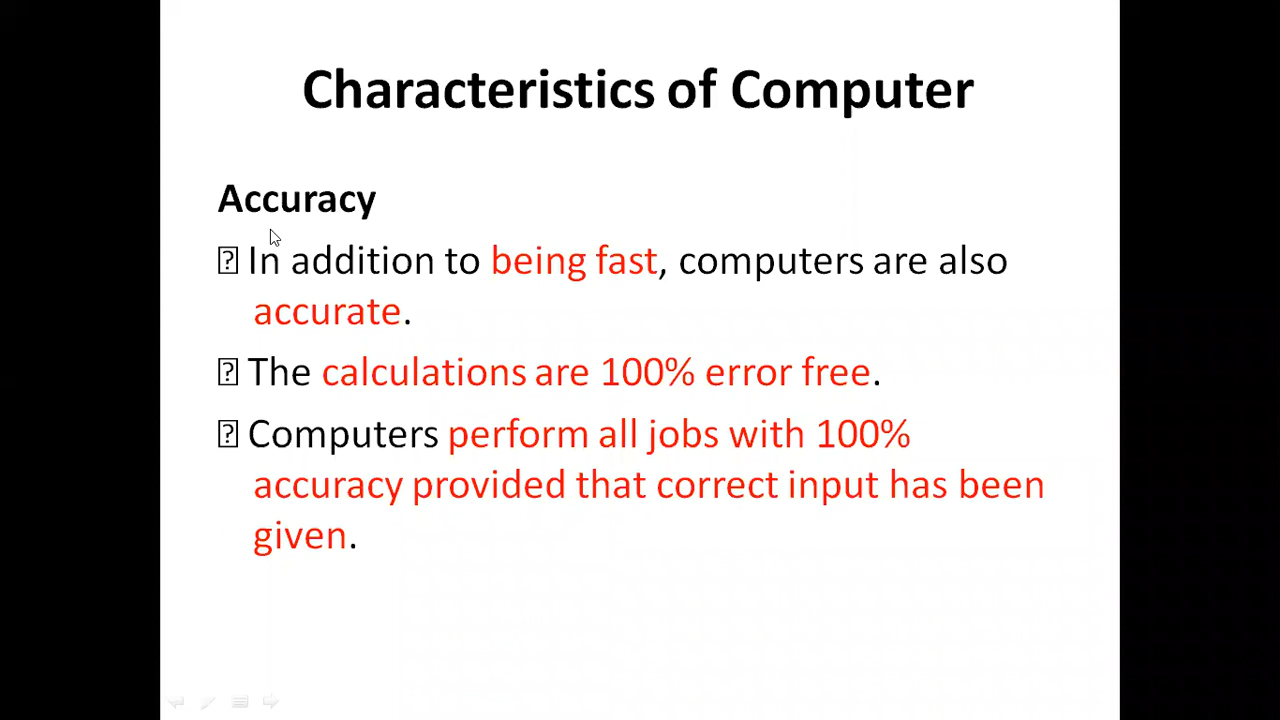 Characteristics of Computer
Accuracy
In addition to being fast, computers are also
accurate.
The calculations are 100% error free.
Computers perform all jobs with 100%
accuracy provided that correct input has been
given.